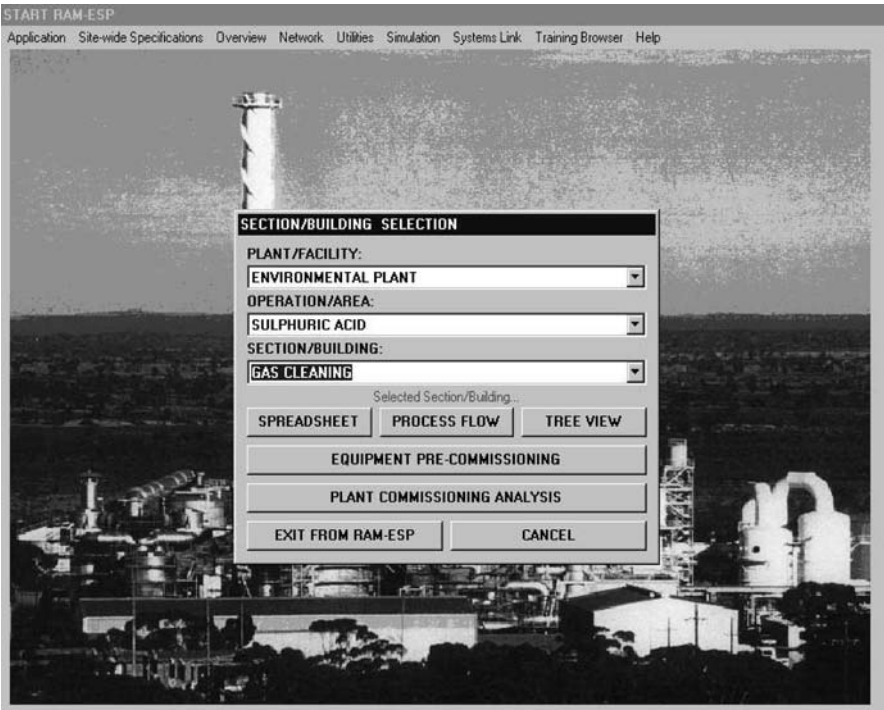 START RAM-ESP
Application Site-wide Specifications Overview Network Utilities Simulation Systems Link Training Browser Help
SECTION/BUILDING SELECTION
PLANT/FACILITY:
ENVIRONMENTAL PLANT
OPERATION/AREA:
SULPHURIC ACID
SECTION/BUILDING:
GAS CLEANING
Selected Section/Building...
SPREADSHEET PROCESS FLOW TREE VIEW
EQUIPMENT PRE-COMMISSIONING
PLANT COMMISSIONING ANALYSIS
EXIT FROM RAM-ESP CANCEL